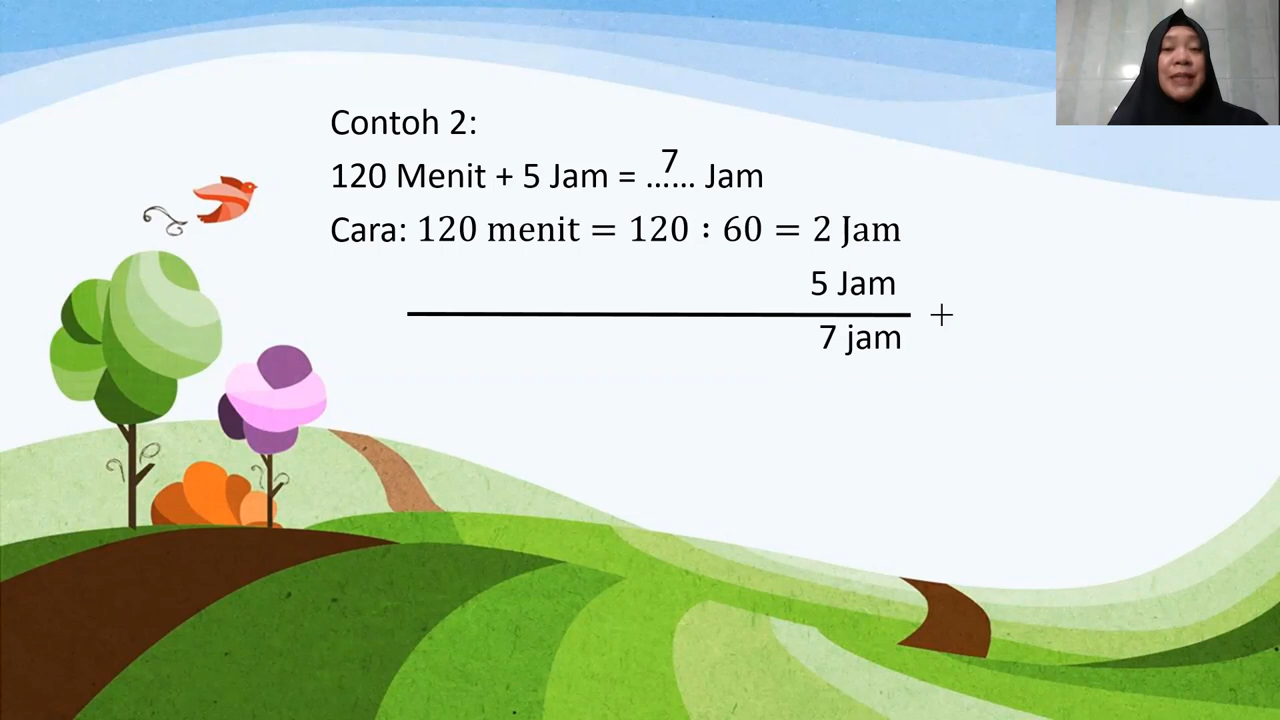 Contoh 2:
120 Menit + 5 Jam = ...... Jam
7
Cara: 120 menit = 120 : 60 = 2 Jam
5 Jam
+
7 jam